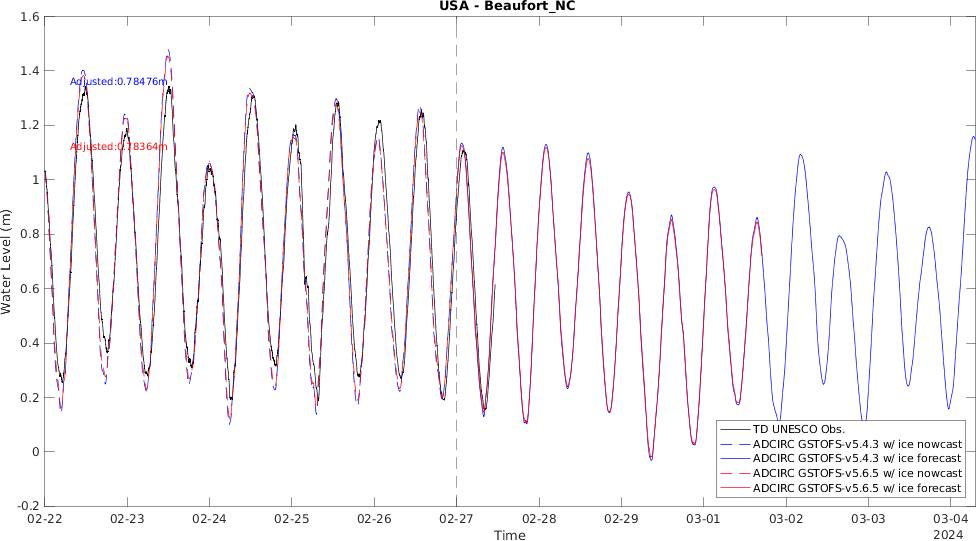 USA - Beaufort_NC
1.6
1.4
1.2
1
0.8
0.6
0.4
0.2
0
-0.2
Water Level (m)
Adjusted:0.78476m
Adjusted:0.78364m
TD UNESCO Obs.
ADCIRC GSTOFS-v5.4.3 w/ ice nowcast
ADCIRC GSTOFS-v5.4.3 w/ ice forecast
ADCIRC GSTOFS-v5.6.5 w/ ice nowcast
ADCIRC GSTOFS-v5.6.5 w/ ice forecast
02-22 02-23 02-24 02-25 02-26 02-27 02-28 02-29 03-01 03-02 03-03 03-04
Time 2024